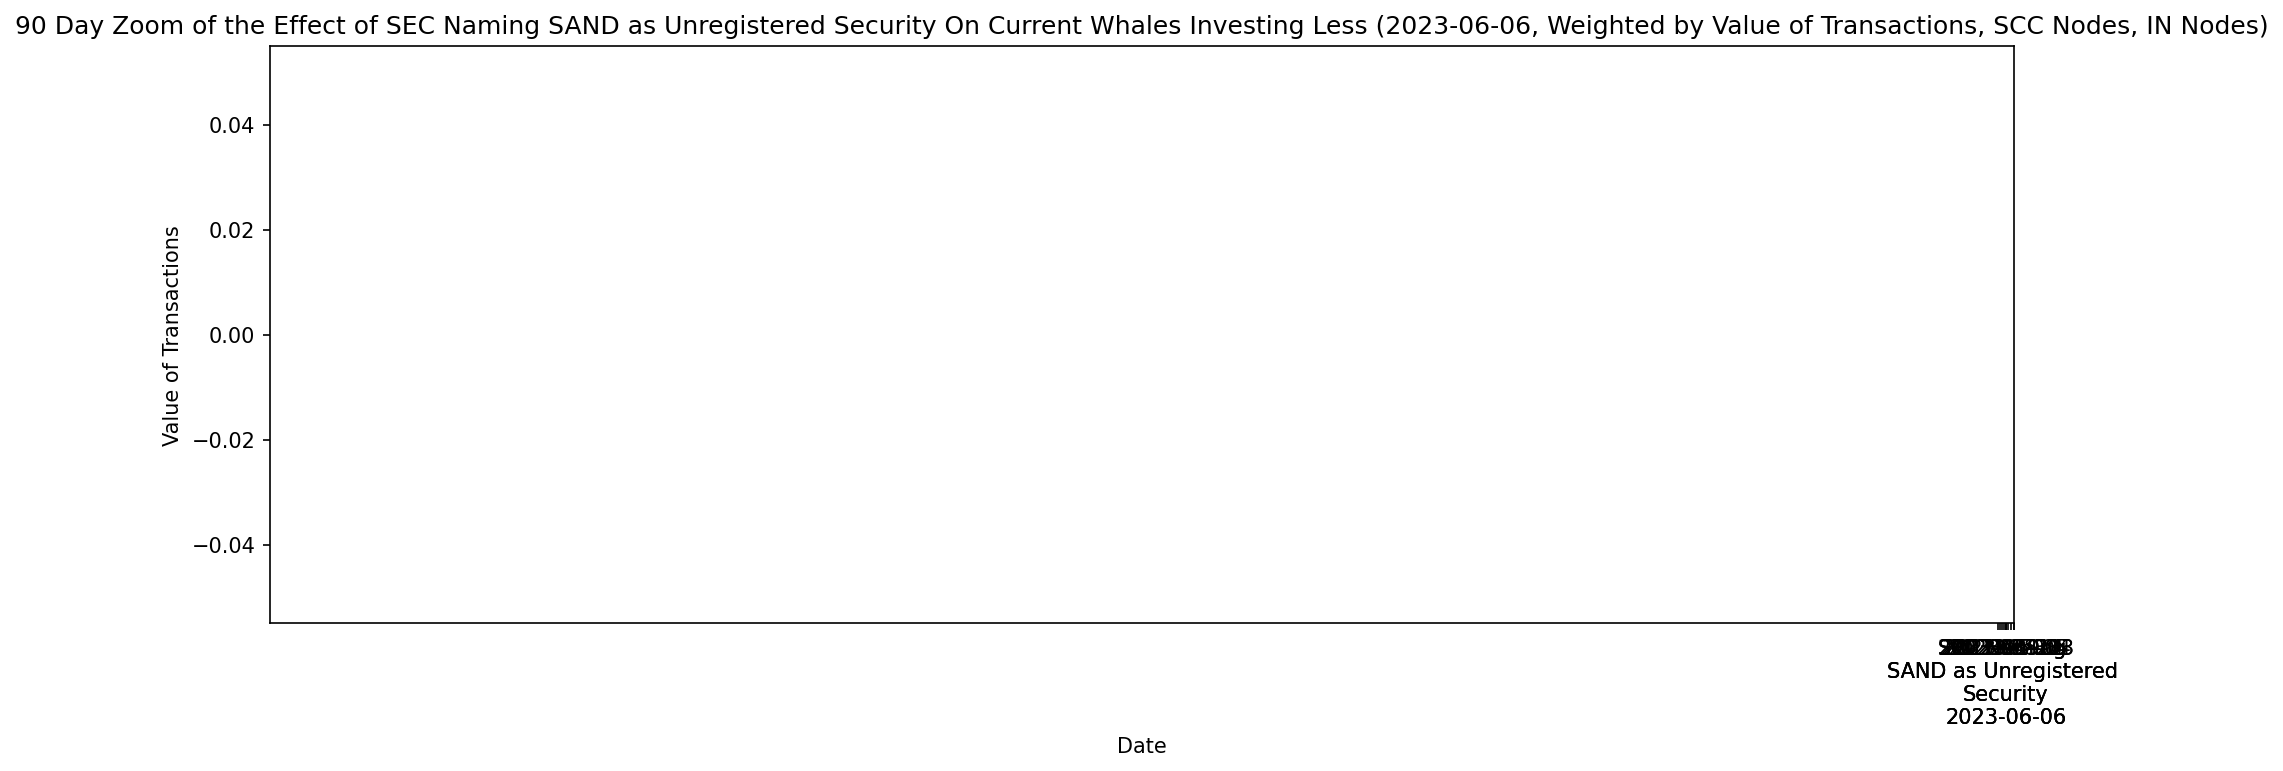 90 Day Zoom of the Effect of SEC Naming SAND as Unregistered Security On Current Whales Investing Less (2023-06-06, Weighted by Value of Transactions, SCC Nodes, IN Nodes)
Value of Transactions
0.04
0.02
0.00
−0.02
−0.04
SAND as Unregistered
Security
2023-06-06
Date